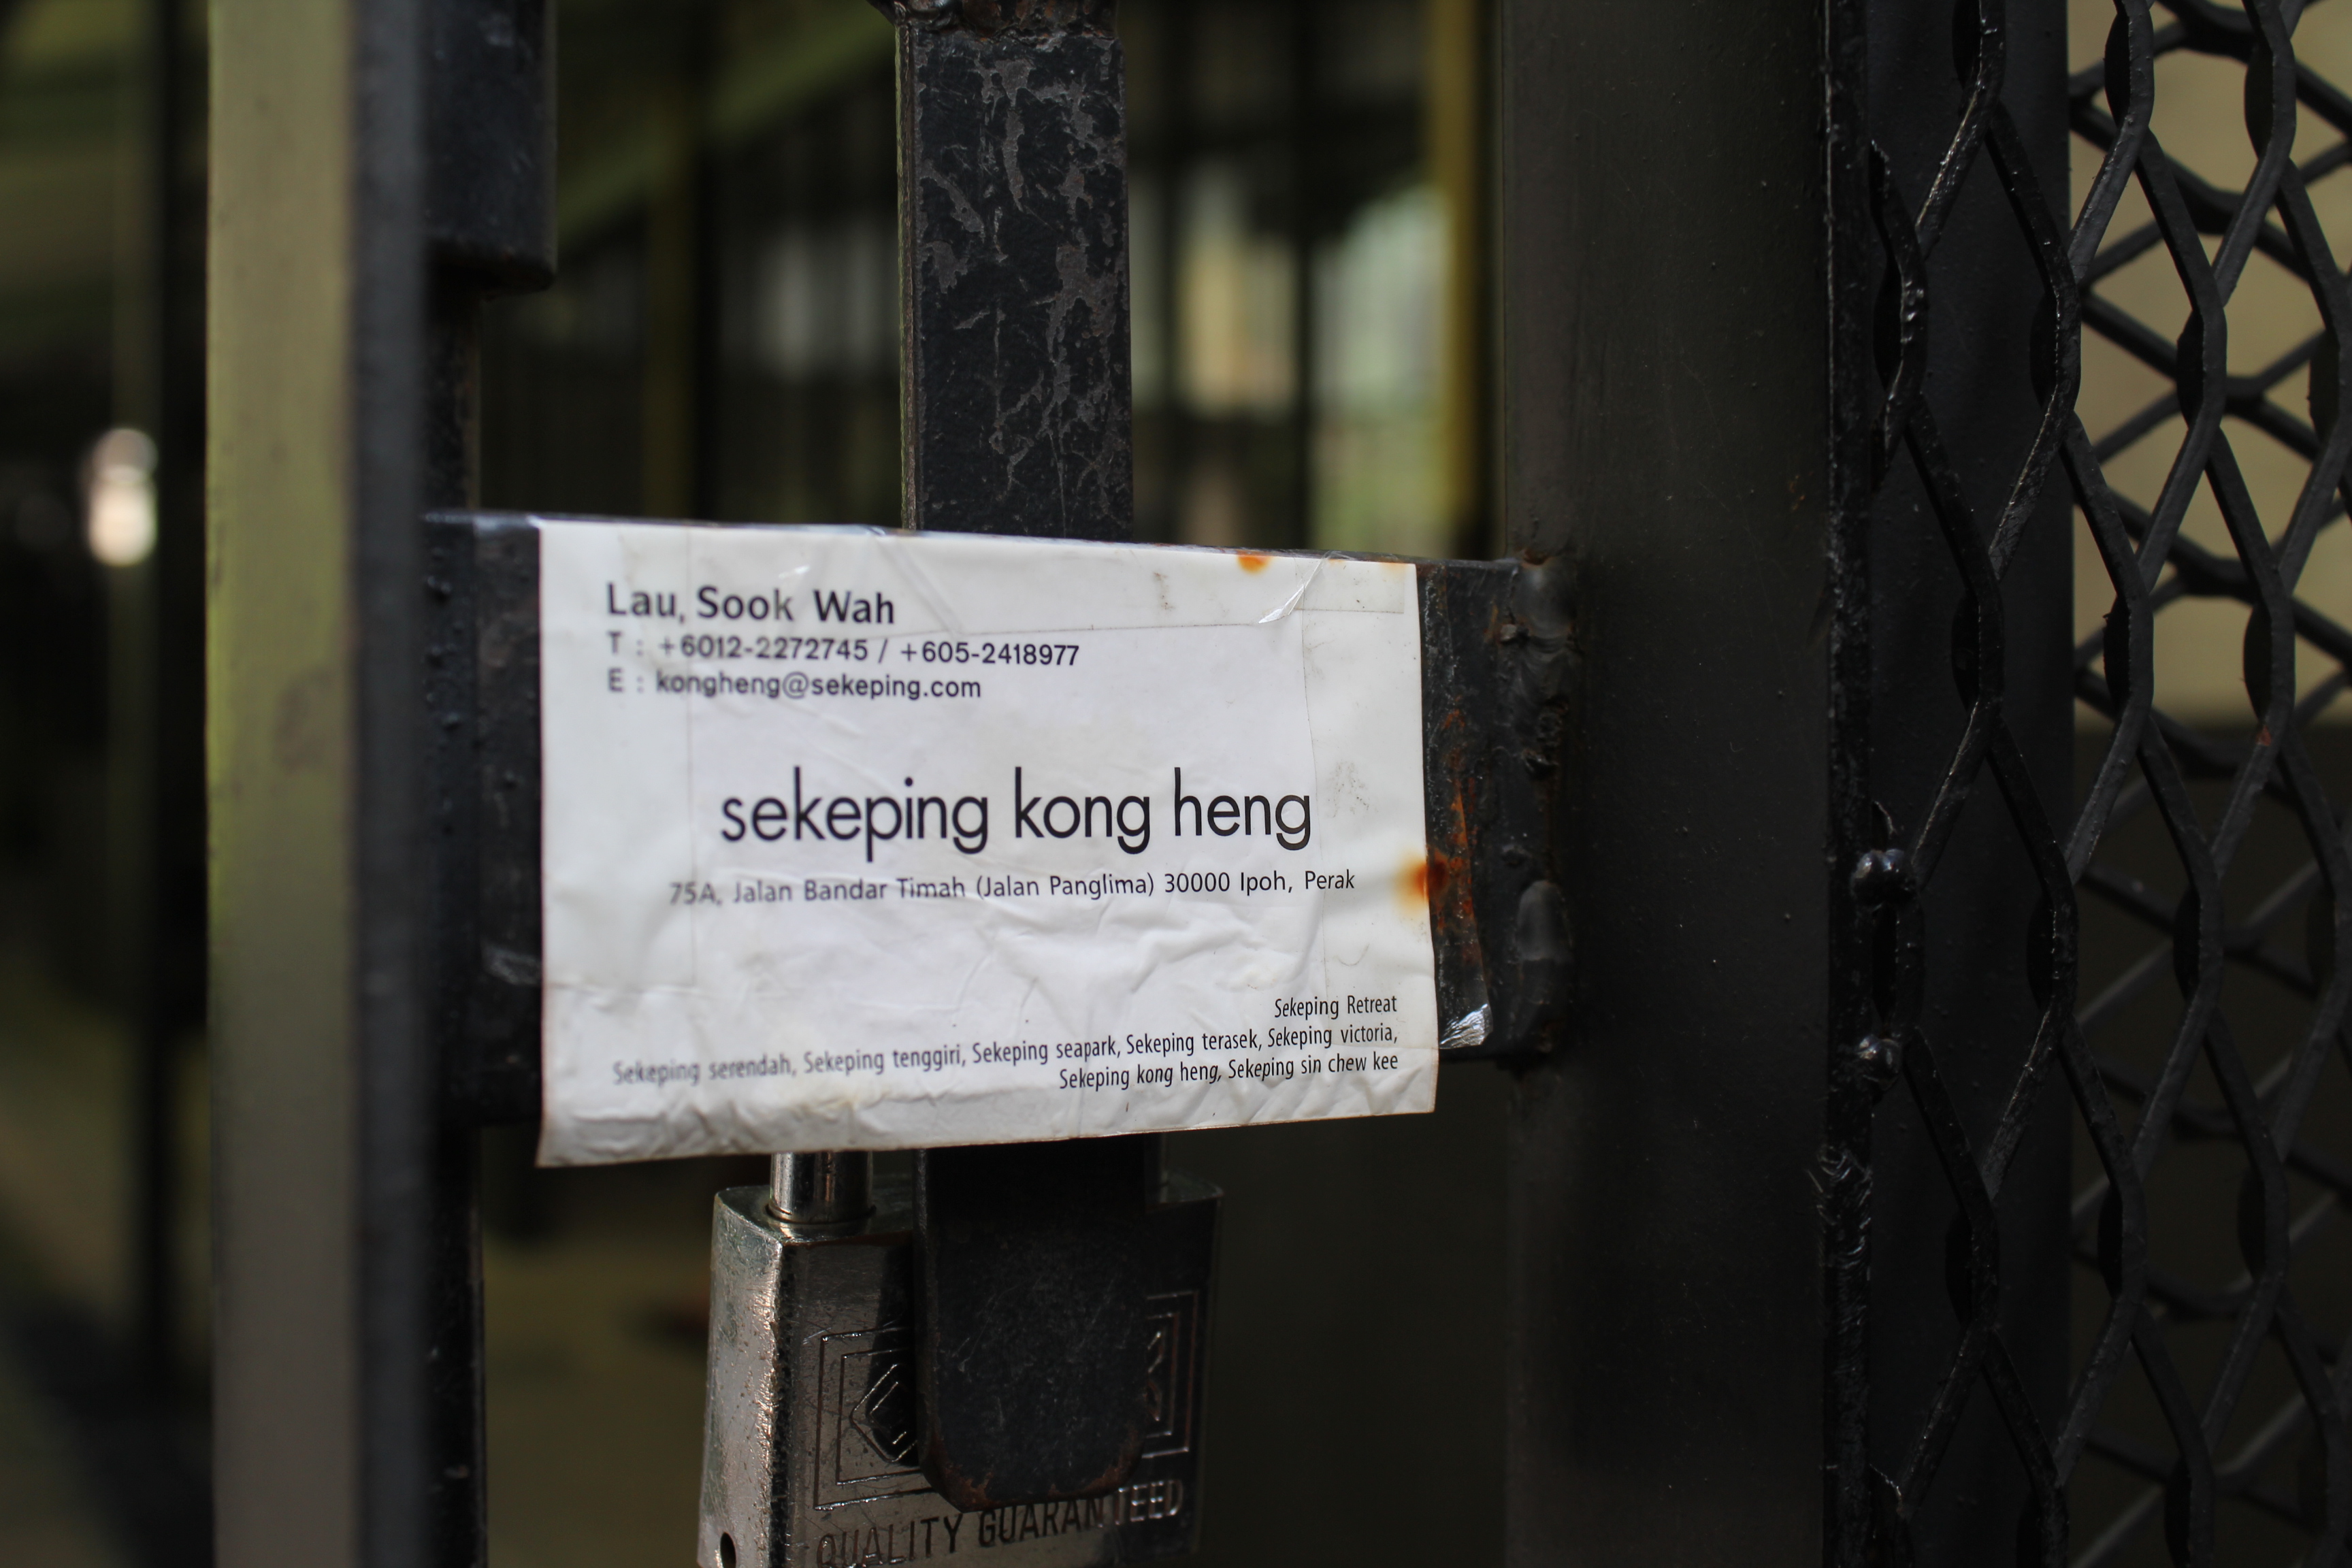 Lau, Sook Wah
T : +6012-2272745 / +605-2418977
E : kongheng@sekeping.com
sekeping kong heng
75A, Jalan Bandar Timah (Jalan Panglima) 30000 Ipoh, Perak
Sekeping Retreat
Sekeping serendah, Sekeping tenggiri, Sekeping seapark, Sekeping terasek, Sekeping victoria,
Sekeping kong heng, Sekeping sin chew kee
QUALITY GUARANTEED